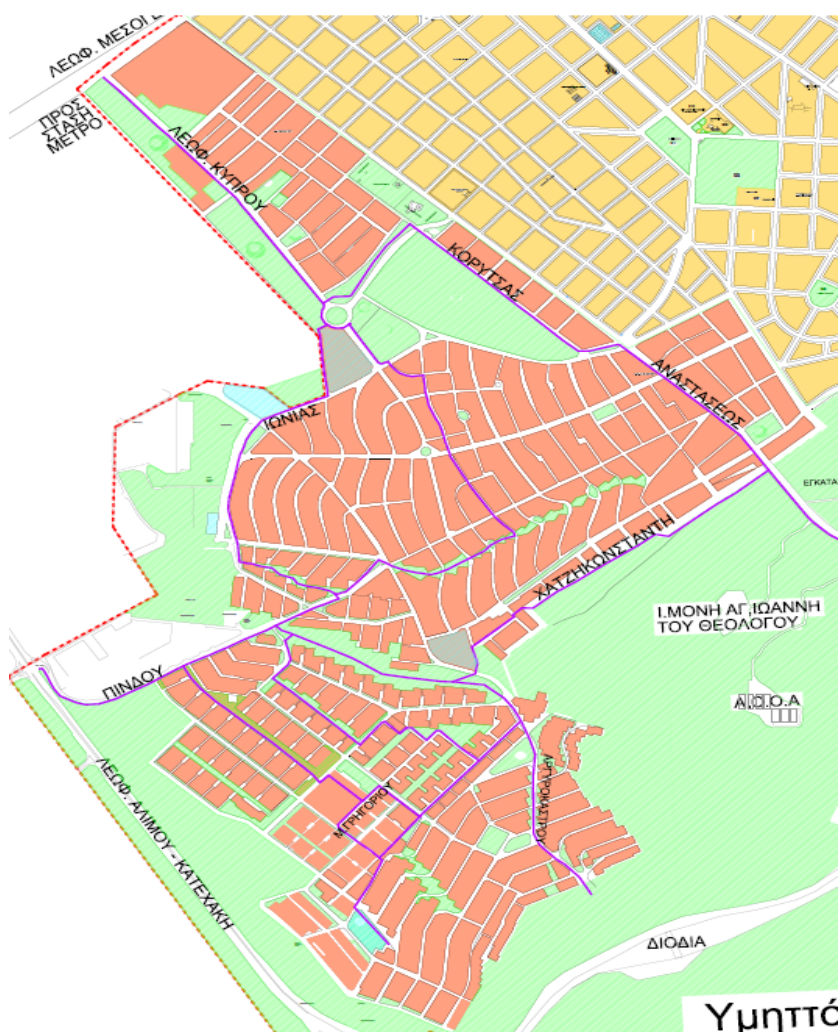 ΛΕΩΦ. ΜΕΣΟΓΕ
ΠΡΟΣ
ΣΤΑΣΗ
ΜΕΤΡΟ
ΛΕΩΦ. ΚΥΠΡΟΥ
ΚΟΡΥΤΣΑΣ
ΑΝΑΣΤΑΣΕΩΣ
ΙΩΝΙΑΣ
ΕΓΚΑΤΑ
ΧΑΤΖΗΚΩΝΣΤΑΝΤΗ
Ι.ΜΟΝΗ ΑΓ.ΙΩΑΝΝΗ
ΤΟΥ ΘΕΟΛΟΓΟΥ
ΠΙΝΔΟΥ
Α.Ο.Ο.Α
ΑΡΓΥΡΟΚΑΣΤΡΟΥ
Μ.ΓΡΗΓΟΡΙΟΥ
ΛΕΩΦ. ΑΛΙΜΟΥ - ΚΑΤΕΧΑΚΗ
ΔΙΟΔΙΑ
Υμηττό